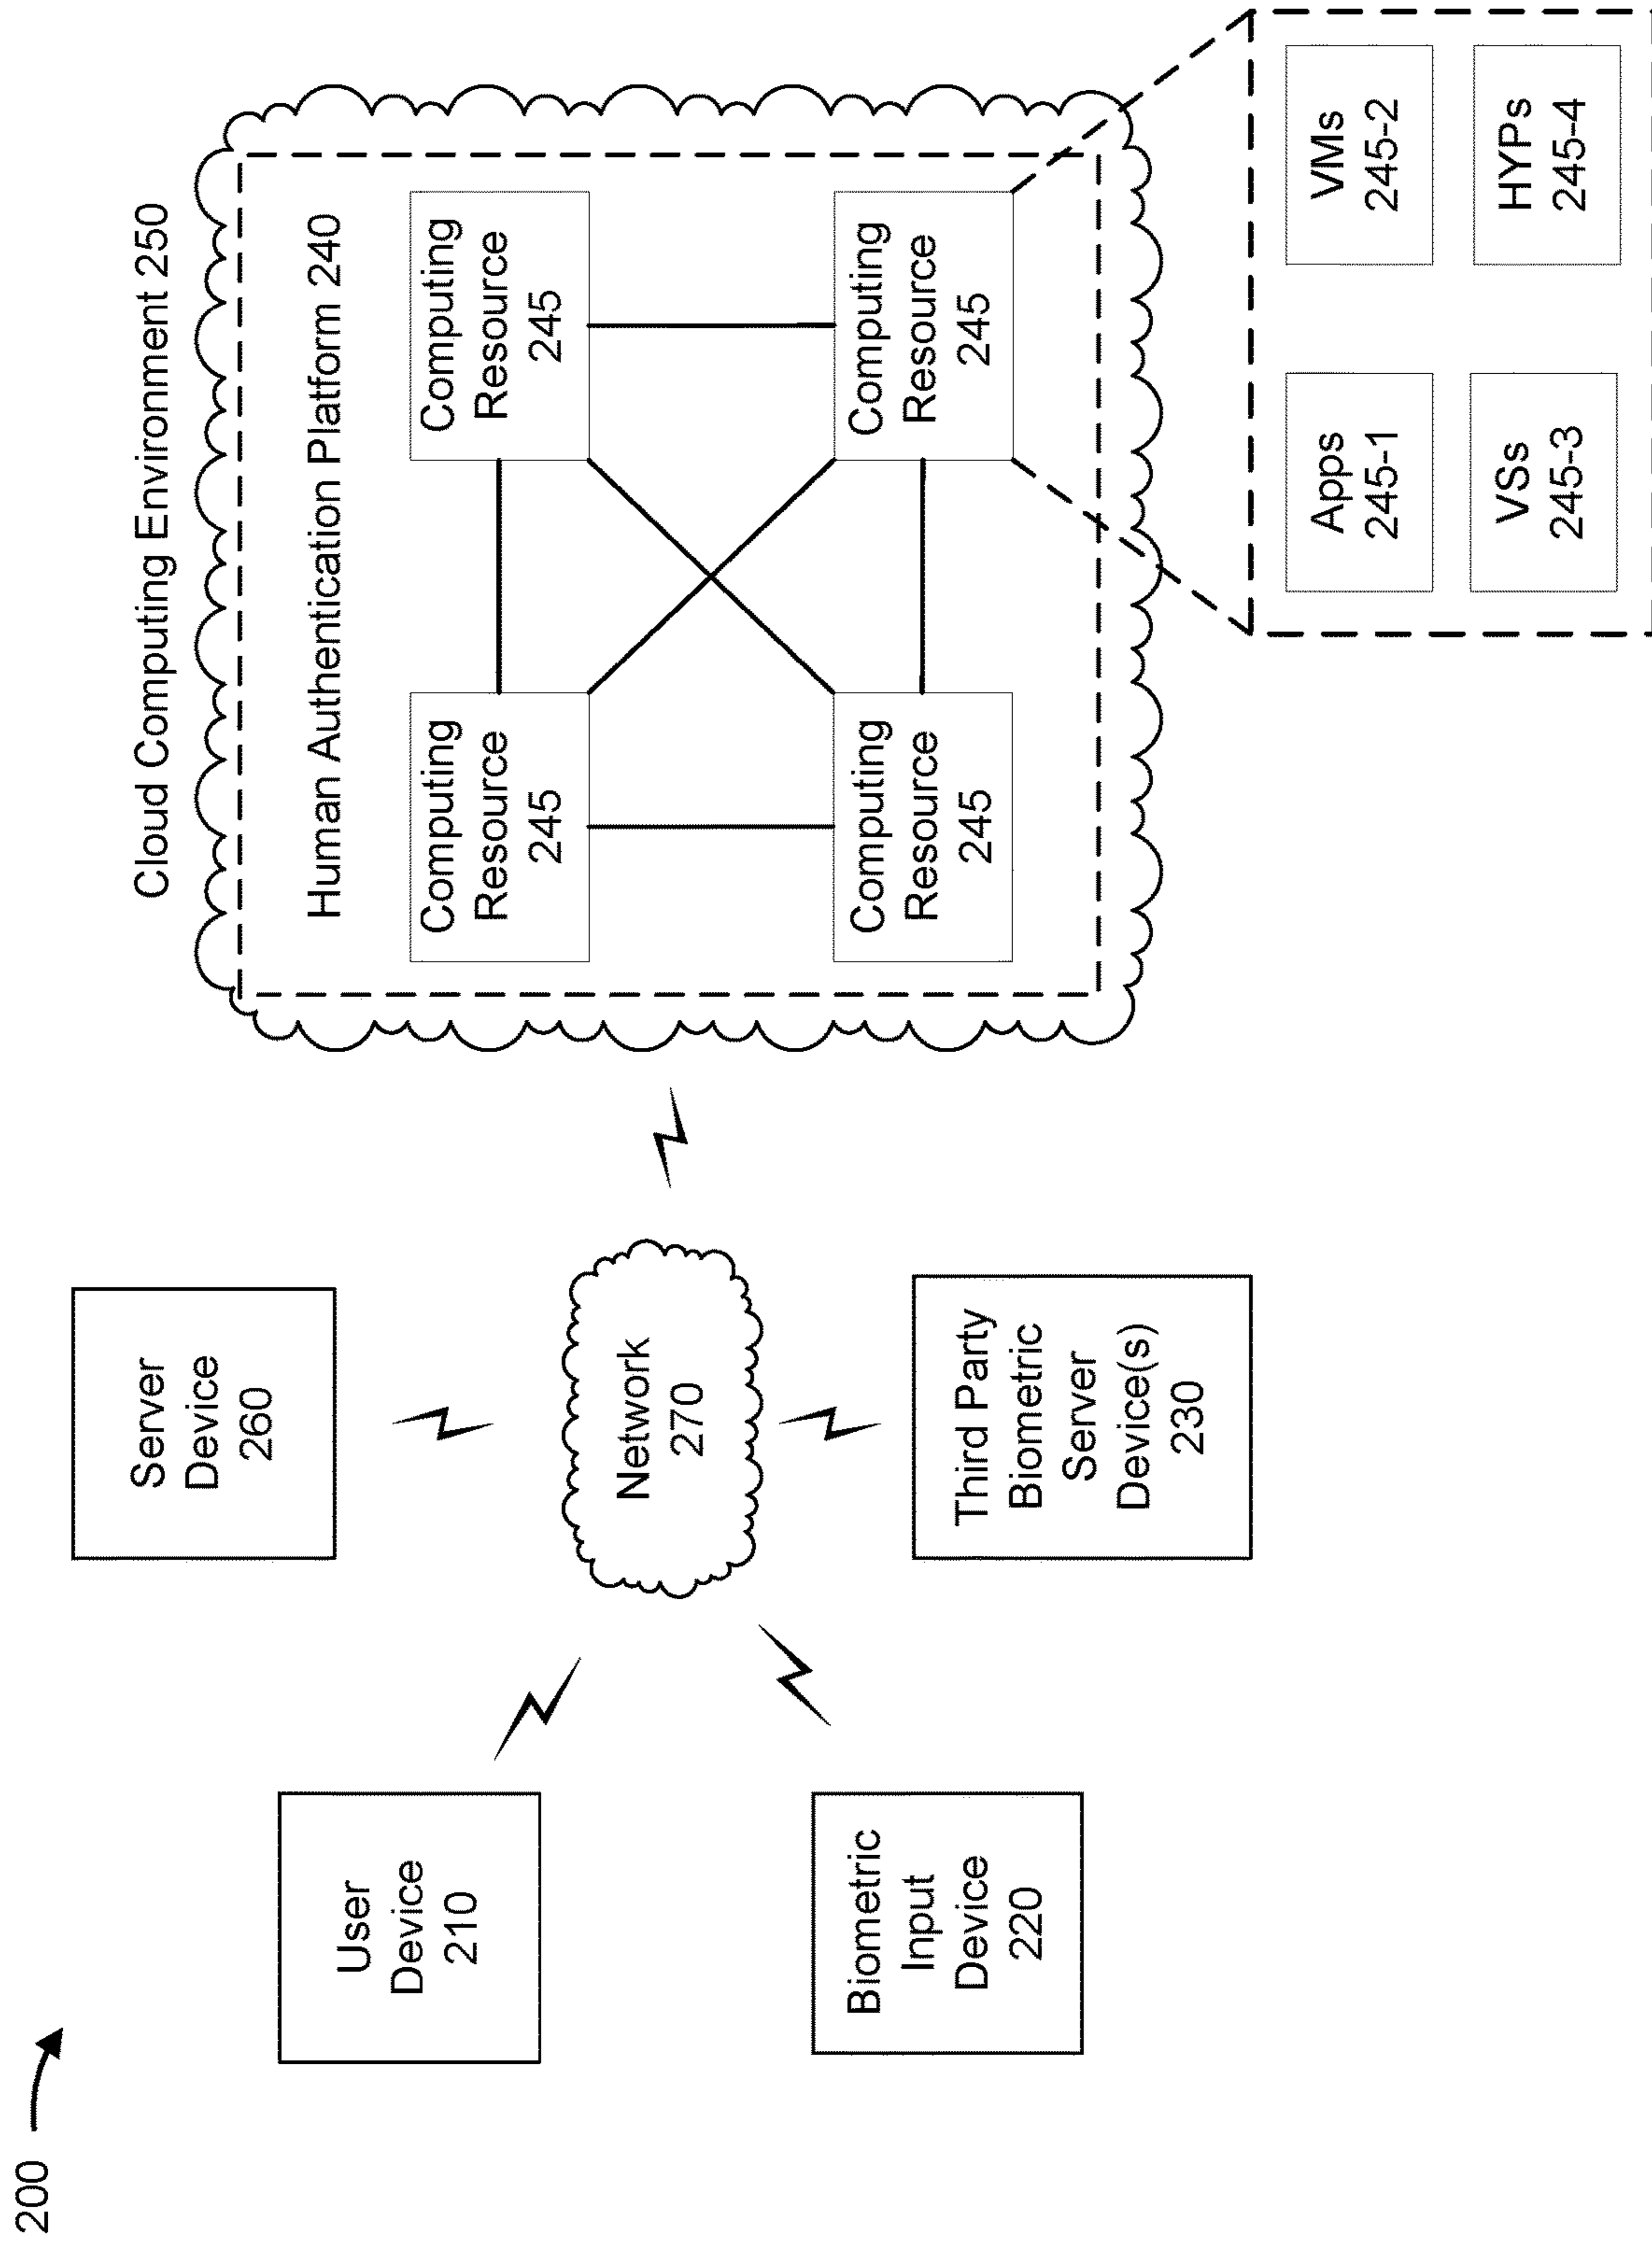 200
Cloud Computing Environment 250
Human Authentication Platform 240
Server
Device
260
User
Device
210
Network
270
Computing
Resource
245
Computing
Resource
245
Biometric
Input
Device
220
Third Party
Biometric
Server
Device(s)
230
Computing
Resource
245
Computing
Resource
245
Apps
245-1
VMs
245-2
VSs
245-3
HYPs
245-4